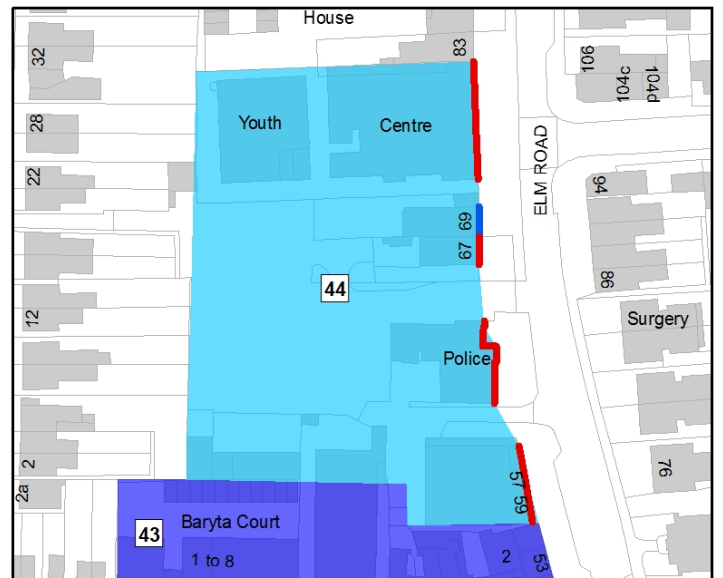 House
83
32
106
104c
104d
Youth
Centre
28
ELM ROAD
22
94
69
67
86
44
12
Surgery
Police
2
76
2a
57
59
43
Baryta Court
1 to 8
2
53